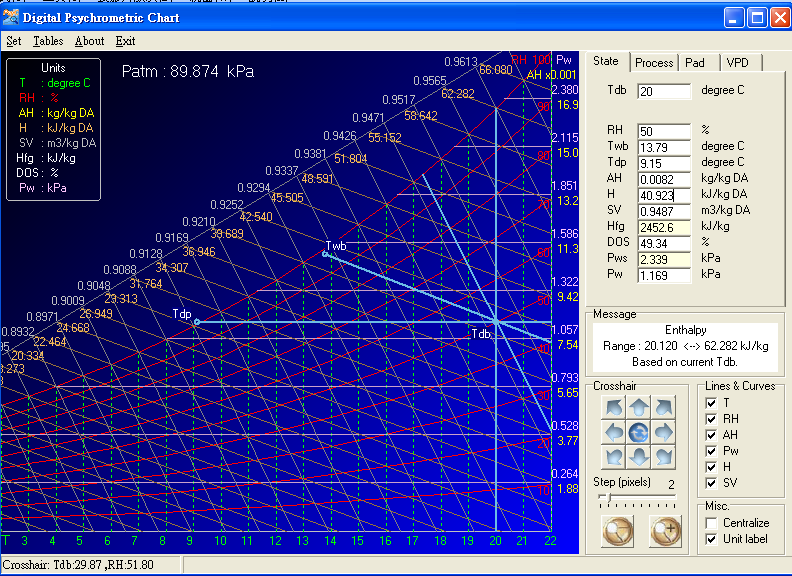 Digital Psychrometric Chart
Set Tables About Exit
Units
T : degree C
RH : %
AH : kg/kg DA
H : kJ/kg DA
SV : m3/kg DA
Hfg : kJ/kg
DOS : %
Pw : kPa
Patm : 89.874 kPa
RH 100
Pw
AH x0.001
2.380
16.9
90
2.115
15.0
80
1.851
13.2
70
1.586
11.3
60
1.322
9.42
50
1.057
7.54
40
0.793
5.65
30
0.528
3.77
20
0.264
1.88
10
0.9613
66.080
0.9565
62.282
0.9517
58.642
0.9471
55.152
0.9426
51.804
0.9381
48.591
0.9337
45.505
0.9294
42.540
0.9252
39.689
0.9210
36.946
0.9169
34.307
0.9128
31.764
0.9088
29.313
0.9048
26.949
0.9009
24.668
0.8971
22.464
0.8932
20.334
95
8.273
Twb
Tdp
Tdb
T 3 4 5 6 7 8 9 10 11 12 13 14 15 16 17 18 19 20 21 22
State Process Pad VPD
Tdb 20 degree C
RH 50 %
Twb 13.79 degree C
Tdp 9.15 degree C
AH 0.0082 kg/kg DA
H 40.923 kJ/kg DA
SV 0.9487 m3/kg DA
Hfg 2452.6 kJ/kg
DOS 49.34 %
Pws 2.339 kPa
Pw 1.169 kPa
Message
Enthalpy
Range : 20.120 <--> 62.282 kJ/kg
Based on current Tdb.
Crosshair
Step (pixels) 2
Lines & Curves
T
RH
AH
Pw
H
SV
Misc.
Centralize
Unit label
Crosshair: Tdb:29.87 ,RH:51.80